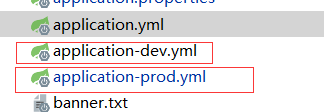 application.properties
application.yml
application-dev.yml
application-prod.yml
banner.txt